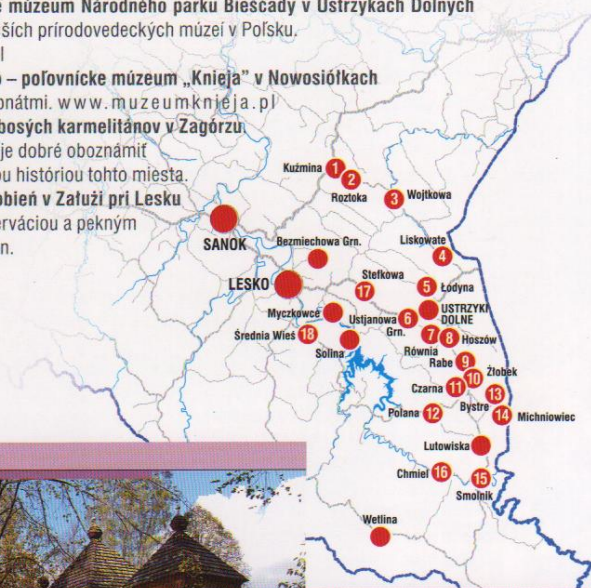 múzeum Národného parku Bieščady v Ustrzykach Dolnych
ších prírodovedeckých múzeí v Poľsku.
l
– poľovnícke múzeum „Knieja” v Nowosiółkach
onátmi. www.muzeumknieja.pl
bosých karmelitánov v Zagórzu.
je dobré oboznámiť
ou históriou tohto miesta.
obień v Załuži pri Lesku
erváciou a pekným
n.
Kuźmina 1
2
Roztoka
3 Wojtkowa
SANOK
Bezmiechowa Grn.
Liskowate
4
LESKO
Stefkowa
17
5 Łodyna
Myczkowce
Ustjanowa
Grn.
6
USTRZYKI
DOLNE
Średnia Wieś 18
Solina
7 8 Hoszów
Równia
Rabe 9
10 Żłobek
Czarna 11
13
Bystre
Polana 12
14 Michniowiec
Lutowiska
Chmiel 16
15
Smolnik
Wetlina